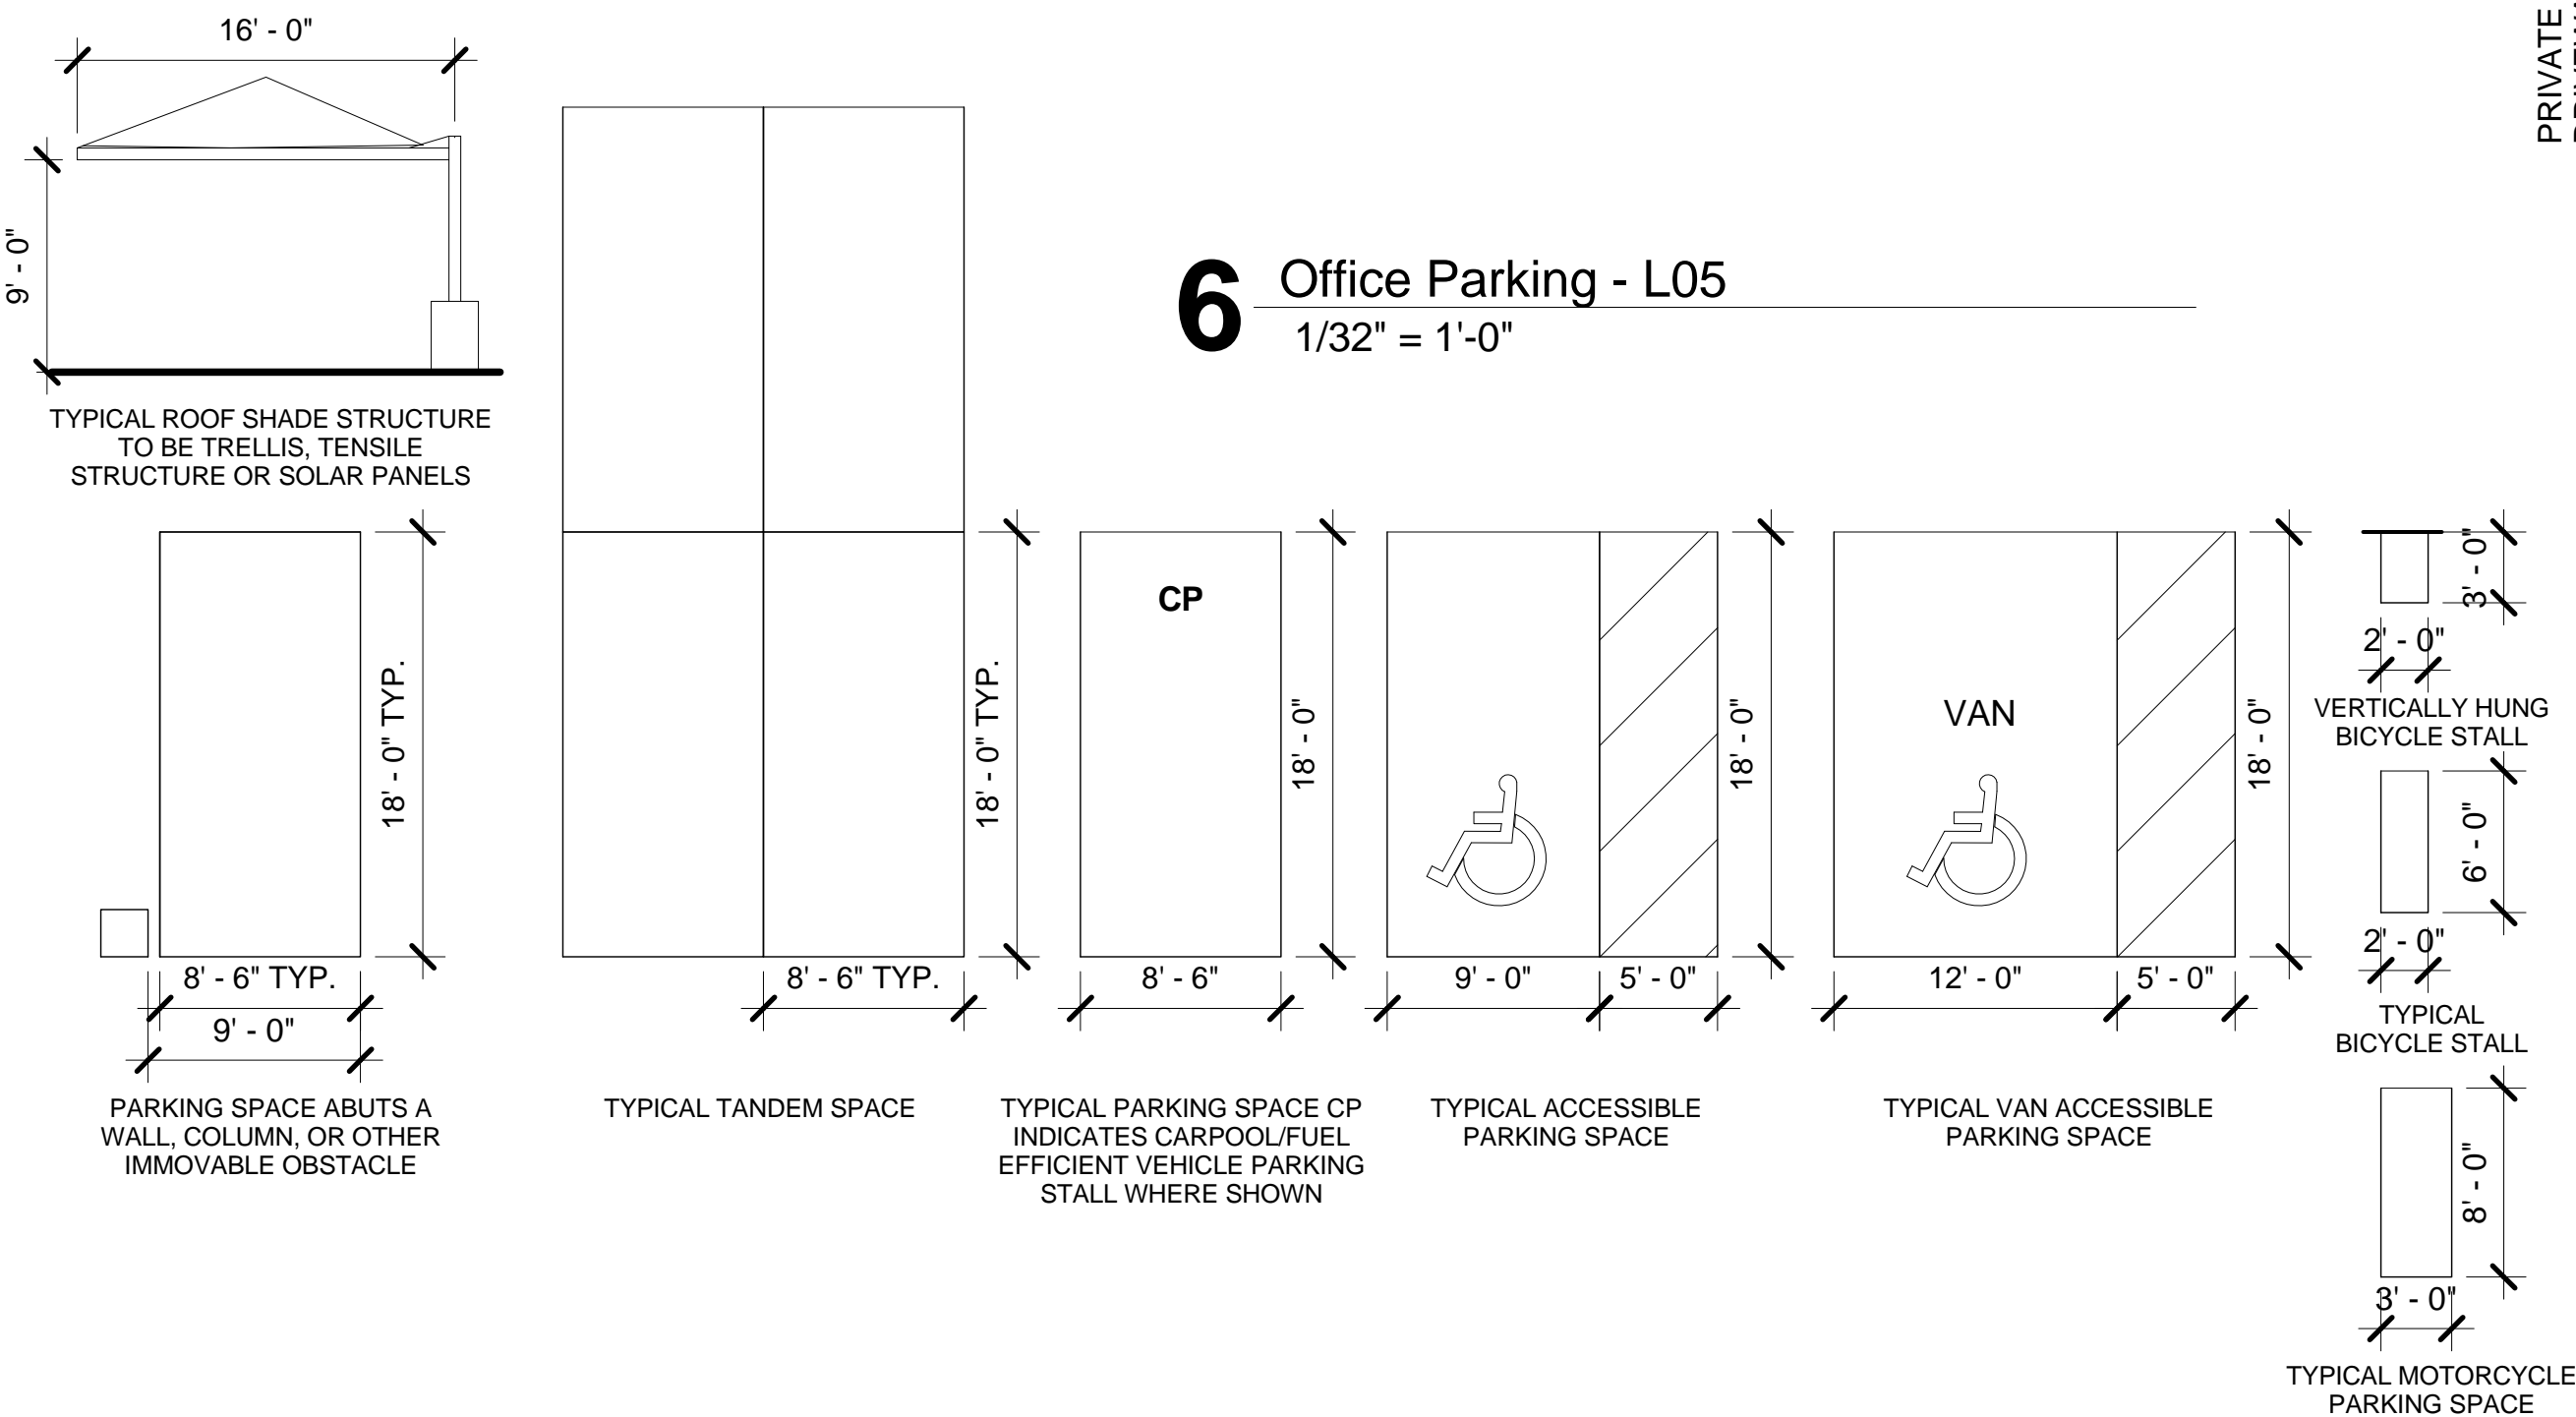 16' - 0"
9' - 0"
TYPICAL ROOF SHADE STRUCTURE
TO BE TRELLIS, TENSILE
STRUCTURE OR SOLAR PANELS
6
Office Parking - L05
1/32" = 1'-0"
PRIVATE
18' - 0" TYP.
8' - 6" TYP.
9' - 0"
PARKING SPACE ABUTS A
WALL, COLUMN, OR OTHER
IMMOVABLE OBSTACLE
18' - 0" TYP.
8' - 6" TYP.
TYPICAL TANDEM SPACE
CP
18' - 0"
8' - 6"
TYPICAL PARKING SPACE CP
INDICATES CARPOOL/FUEL
EFFICIENT VEHICLE PARKING
STALL WHERE SHOWN
18' - 0"
9' - 0"
5' - 0"
TYPICAL ACCESSIBLE
PARKING SPACE
VAN
18' - 0"
12' - 0"
5' - 0"
TYPICAL VAN ACCESSIBLE
PARKING SPACE
3' - 0"
2' - 0"
VERTICALLY HUNG
BICYCLE STALL
6' - 0"
2' - 0"
TYPICAL
BICYCLE STALL
8' - 0"
3' - 0"
TYPICAL MOTORCYCLE
PARKING SPACE